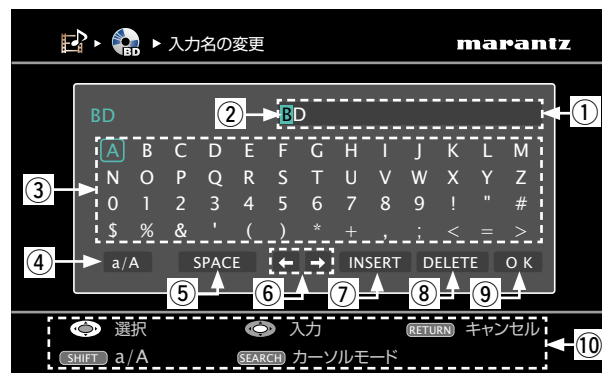 BD ▸ 入力名の変更 marantz
BD ② BD ①
A B C D E F G H I J K L M
③ N O P Q R S T U V W X Y Z
0 1 2 3 4 5 6 7 8 9 ! " #
$ % & ' ( ) * + , ; < = >
④ a/A SPACE ← → INSERT DELETE O K
⑤ ⑥ ⑦ ⑧ ⑨
選択 入力 RETURN キャンセル ⑩
SHIFT a/A SEARCH カーソルモード